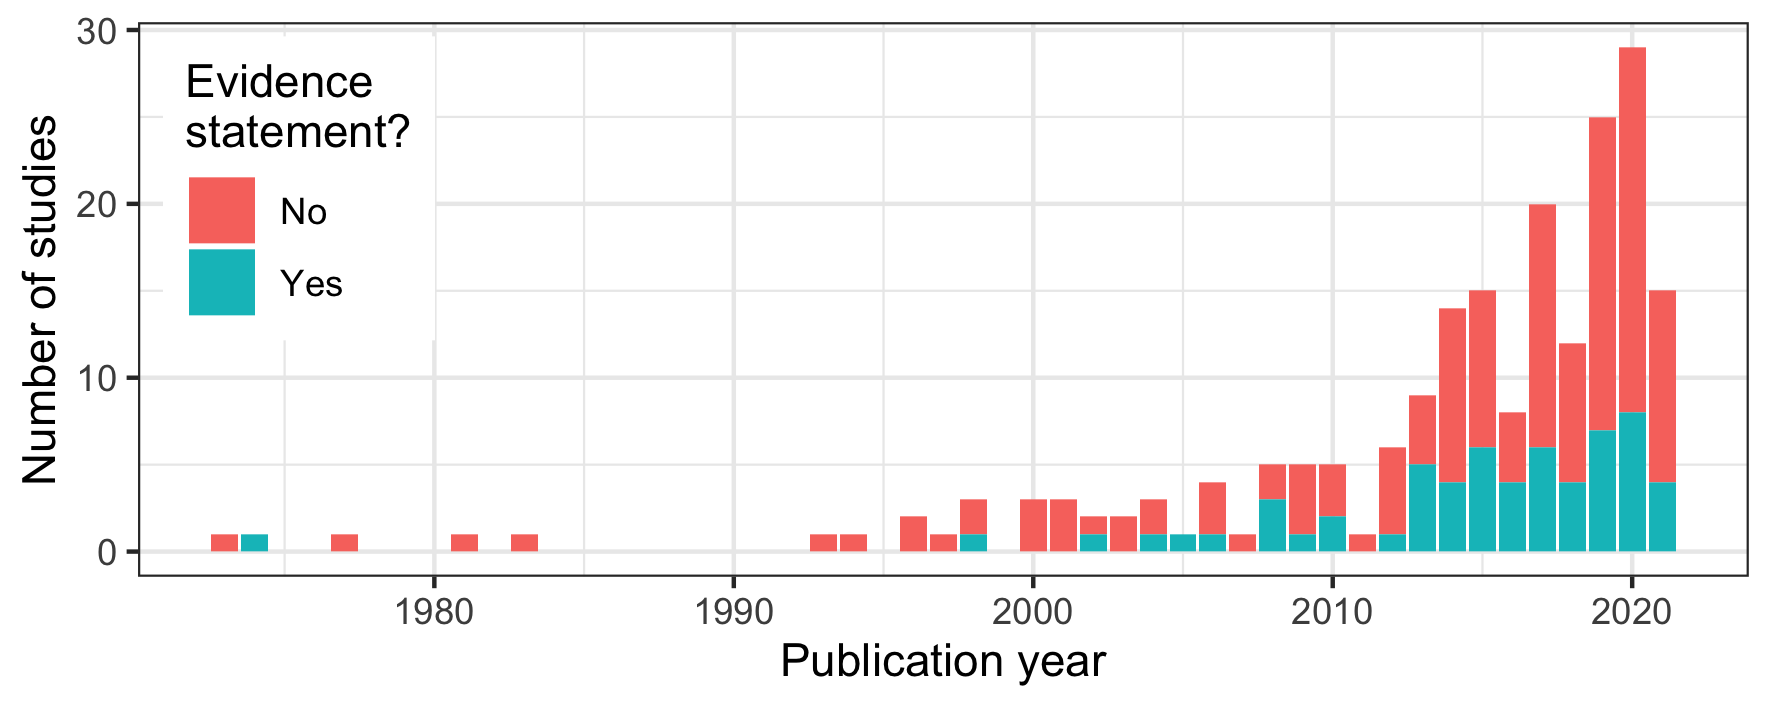 30
20
10
0
Number of studies
Evidence
statement?
No
Yes
1980 1990 2000 2010 2020
Publication year